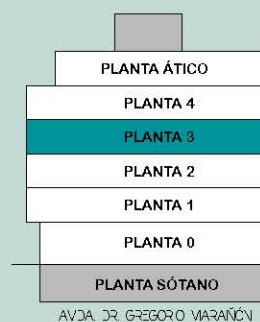 PLANTA ÁTICO
PLANTA 4
PLANTA 3
PLANTA 2
PLANTA 1
PLANTA 0
PLANTA SÓTANO
AVDA. DR. GREGORIO MARAÑÓN